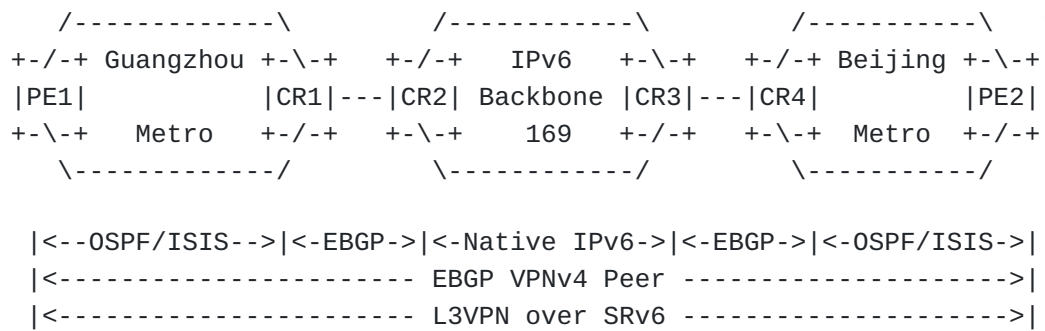 /-------------\          /------------\          /-----------\
+-/-+ Guangzhou +-\-+   +-/-+   IPv6   +-\-+   +-/-+ Beijing +-\-+
|PE1|           |CR1|---|CR2| Backbone |CR3|---|CR4|         |PE2|
+-\-+   Metro   +-/-+   +-\-+   169    +-/-+   +-\-+  Metro  +-/-+
   \-------------/          \------------/          \-----------/
 |<--OSPF/ISIS-->|<-EBGP->|<-Native IPv6->|<-EBGP->|<-OSPF/ISIS->|
 |<----------------------- EBGP VPNv4 Peer --------------------->|
 |<----------------------- L3VPN over SRv6 --------------------->|